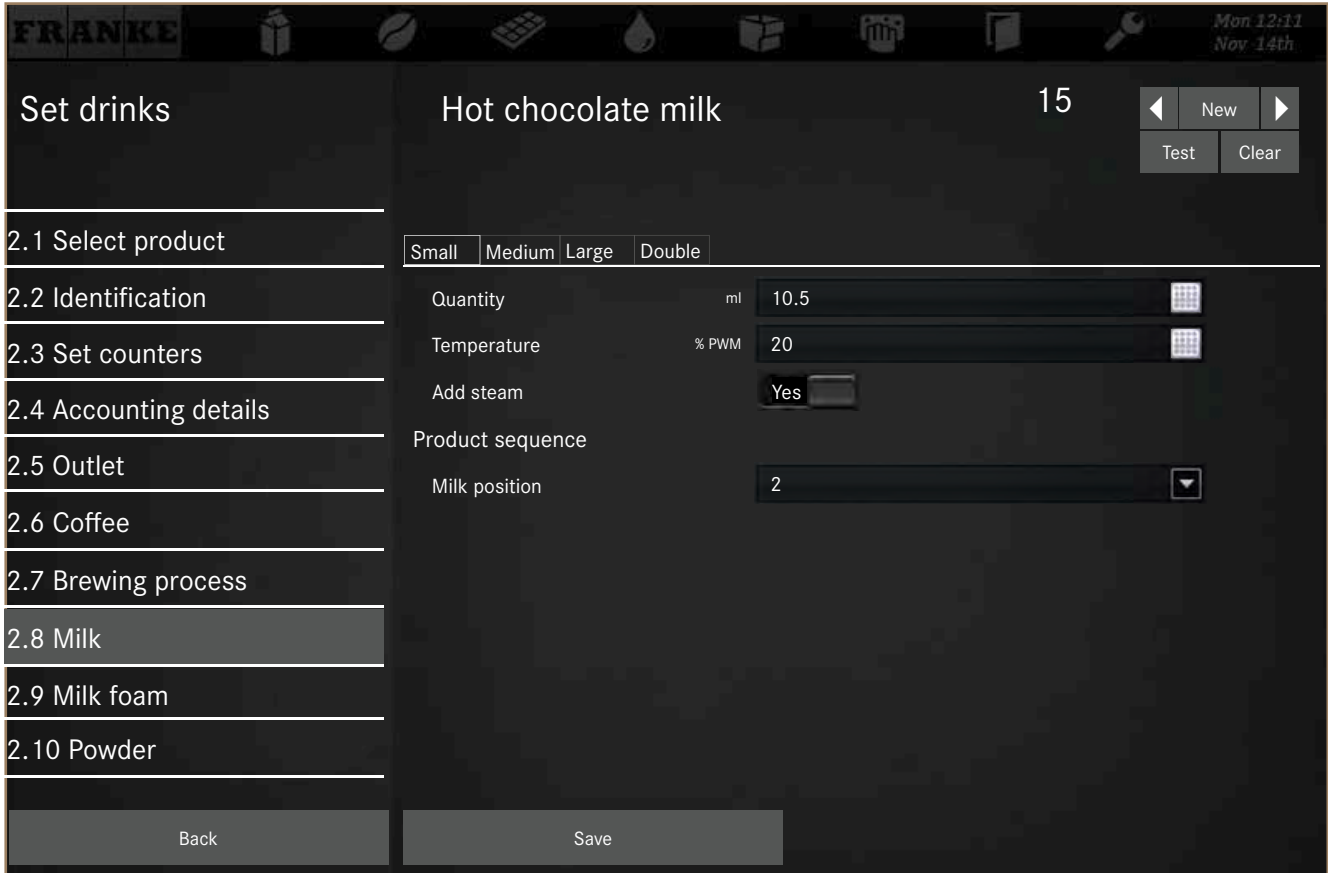 FRANKE
Mon 12:11
Nov 14th
Set drinks
Hot chocolate milk
15
New
Test Clear
2.1 Select product
2.2 Identification
2.3 Set counters
2.4 Accounting details
2.5 Outlet
2.6 Coffee
2.7 Brewing process
2.8 Milk
2.9 Milk foam
2.10 Powder
Small Medium Large Double
Quantity ml 10.5
Temperature % PWM 20
Add steam Yes
Product sequence
Milk position 2
Back
Save